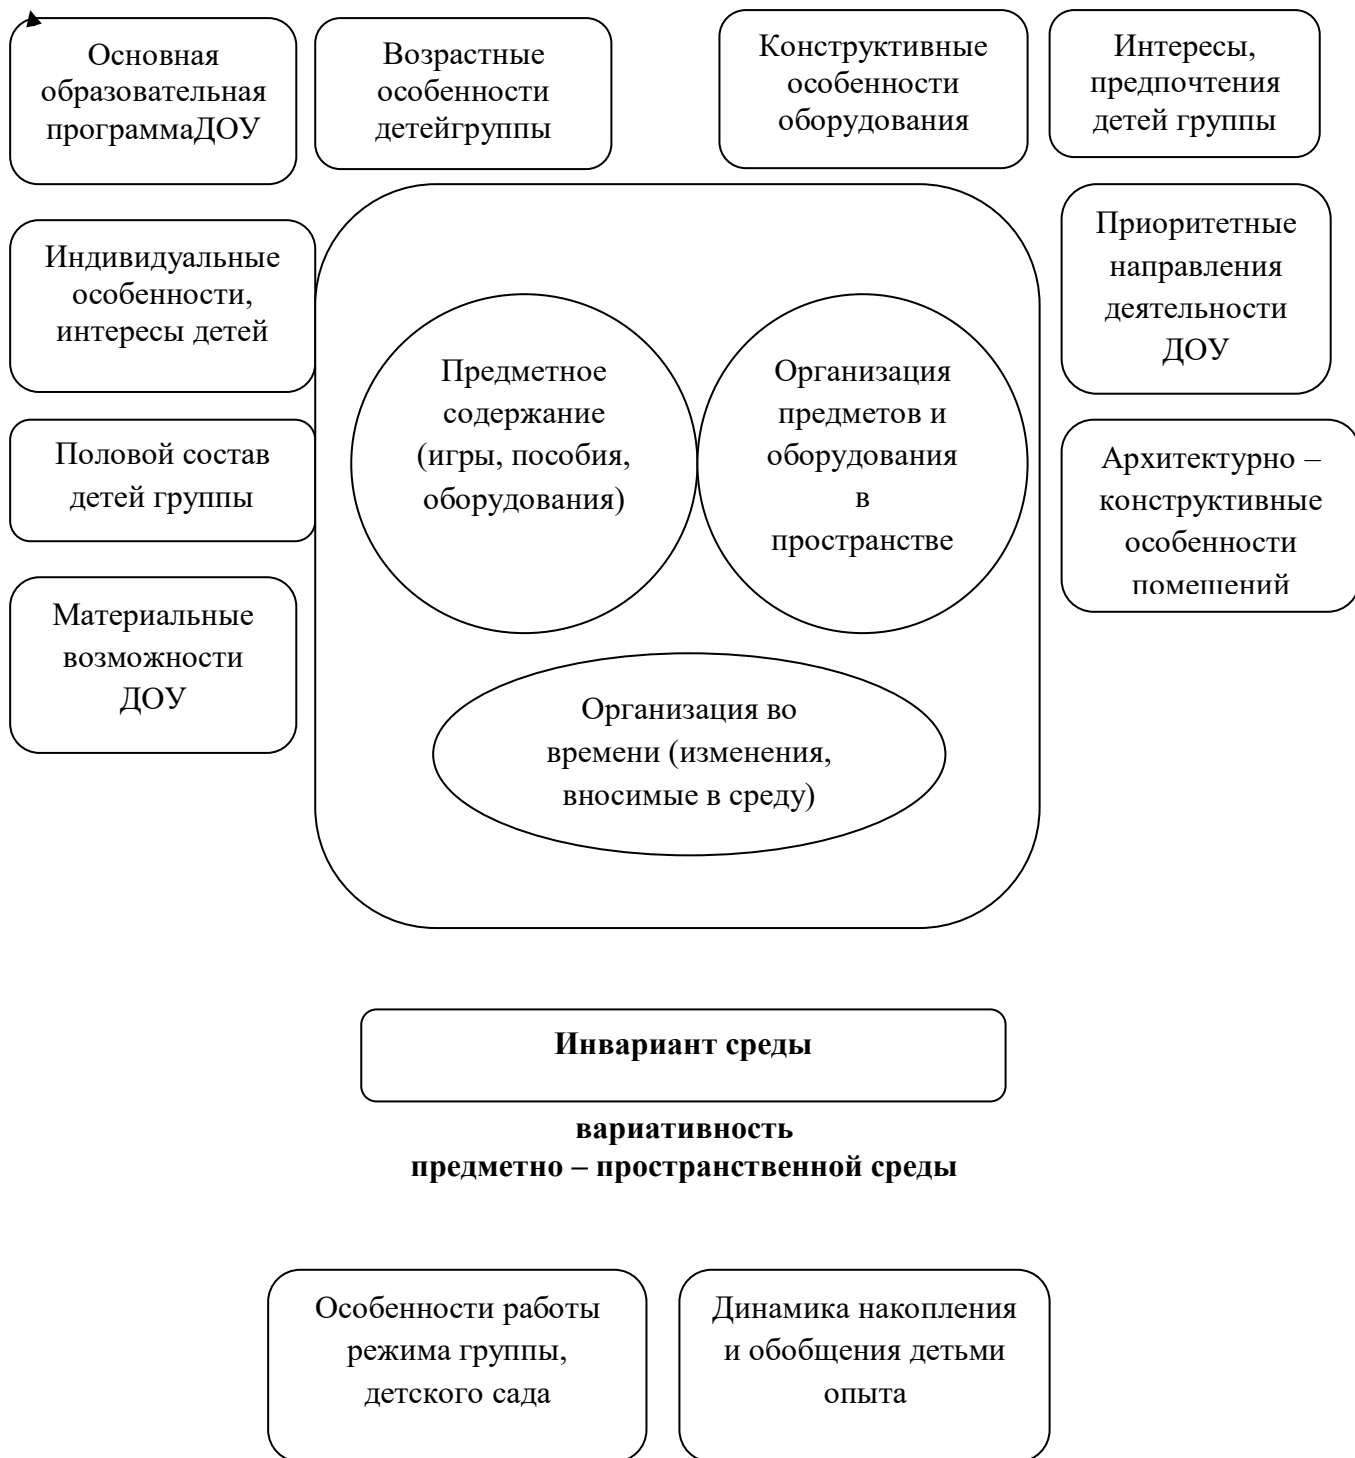 Основная
образовательная
программаДОУ
Возрастные
особенности
детейгруппы
Конструктивные
особенности
оборудования
Интересы,
предпочтения
детей группы
Индивидуальные
особенности,
интересы детей
Приоритетные
направления
деятельности
ДОУ
Предметное
содержание
(игры, пособия,
оборудования)
Организация
предметов и
оборудования
в
пространстве
Половой состав
детей группы
Архитектурно –
конструктивные
особенности
помещений
Материальные
возможности
ДОУ
Организация во
времени (изменения,
вносимые в среду)
Инвариант среды
вариативность
предметно – пространственной среды
Особенности работы
режима группы,
детского сада
Динамика накопления
и обобщения детьми
опыта